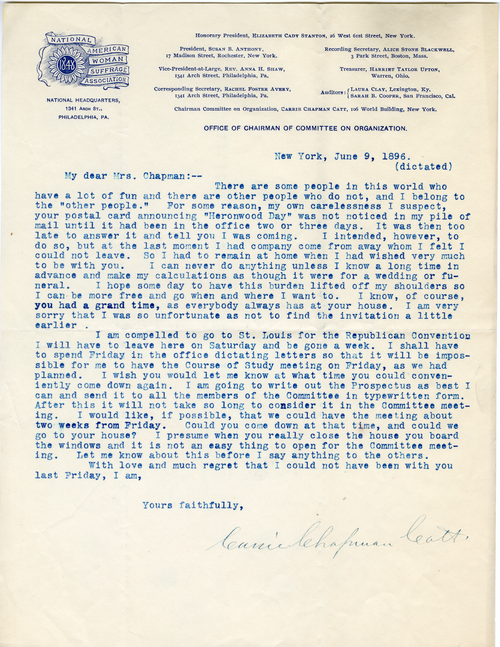 NATIONAL
AMERICAN
WOMAN
SUFFRAGE
ASSOCIATION
1848
NATIONAL HEADQUARTERS,
1341 ARCH ST.,
PHILADELPHIA, PA.
Honorary President, ELIZABETH CADY STANTON, 26 West 61st Street, New York.
President, SUSAN B. ANTHONY,
17 Madison Street, Rochester, New York.
Vice-President-at-Large, REV. ANNA H. SHAW,
1341 Arch Street, Philadelphia, Pa.
Corresponding Secretary, RACHEL FOSTER AVERY,
1341 Arch Street, Philadelphia, Pa.
Recording Secretary, ALICE STONE BLACKWELL,
3 Park Street, Boston, Mass.
Treasurer, HARRIET TAYLOR UPTON,
Warren, Ohio.
Auditors: LAURA CLAY, Lexington, Ky.
SARAH B. COOPER, San Francisco, Cal.
Chairman Committee on Organization, CARRIE CHAPMAN CATT, 106 World Building, New York.
OFFICE OF CHAIRMAN OF COMMITTEE ON ORGANIZATION.
New York, June 9, 1896.
(dictated)
My dear Mrs. Chapman:--
There are some people in this world who
have a lot of fun and there are other people who do not, and I belong to
the "other people." For some reason, my own carelessness I suspect,
your postal card announcing "Heronwood Day" was not noticed in my pile of
mail until it had been in the office two or three days. It was then too
late to answer it and tell you I was coming. I intended, however, to
do so, but at the last moment I had company come from away whom I felt I
could not leave. So I had to remain at home when I had wished very much
to be with you. I can never do anything unless I know a long time in
advance and make my calculations as though it were for a wedding or fu-
neral. I hope some day to have this burden lifted off my shoulders so
I can be more free and go when and where I want to. I know, of course,
you had a grand time, as everybody always has at your house. I am very
sorry that I was so unfortunate as not to find the invitation a little
earlier .
I am compelled to go to St. Louis for the Republican Convention
I will have to leave here on Saturday and be gone a week. I shall have
to spend Friday in the office dictating letters so that it will be impos-
sible for me to have the Course of Study meeting on Friday, as we had
planned. I wish you would let me know at what time you could conven-
iently come down again. I am going to write out the Prospectus as best I
can and send it to all the members of the Committee in typewritten form.
After this it will not take so long to consider it in the Committee meet-
ing. I would like, if possible, that we could have the meeting about
two weeks from Friday. Could you come down at that time, and could we
go to your house? I presume when you really close the house you board
the windows and it is not an easy thing to open for the Committee meet-
ing. Let me know about this before I say anything to the others.
With love and much regret that I could not have been with you
last Friday, I am,
Yours faithfully,
Carrie Chapman Catt.